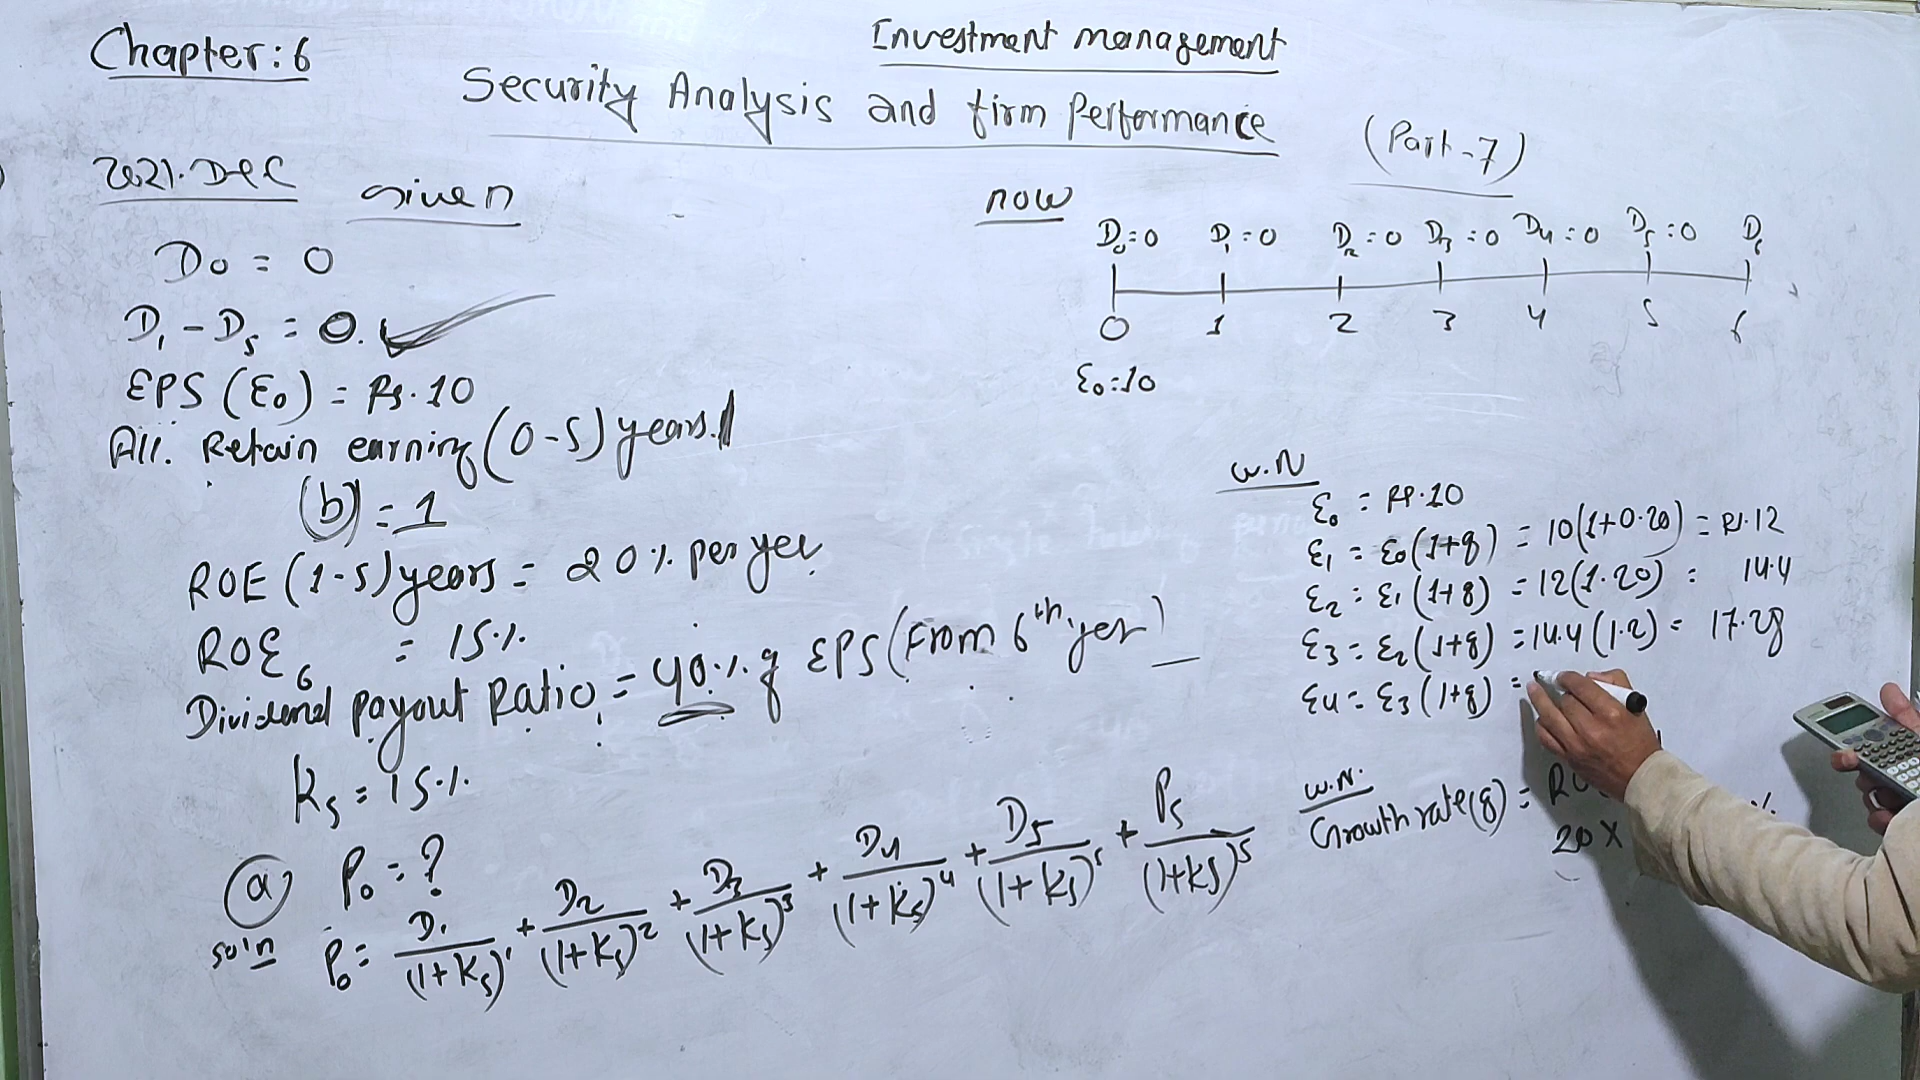 Chapter: 6
Investment management
Security Analysis and firm Performance
(Part-7)
2021. Dec
Given
D0 = 0
D1 - D5 = 0.
EPS (E0) = Rs. 10
All. Retain earning (0-5) years.
(b) = 1
ROE (1-5) years = 20% per yer
ROE6 = 15%
Dividend Payout Ratio = 40% of EPS (From 6th yer)
Ks = 15%
(a) P0 = ?
so'n P0 = D1/(1+Ks)^1 + D2/(1+Ks)^2 + D3/(1+Ks)^3 + D4/(1+Ks)^4 + D5/(1+Ks)^5 + P5/(1+Ks)^5
now
D0=0 D1=0 D2=0 D3=0 D4=0 D5=0 D6
0 1 2 3 4 5 6
E0=10
W.N
E0 = Rs.10
E1 = E0(1+g) = 10(1+0.20) = Rs.12
E2 = E1(1+g) = 12(1.20) = 14.4
E3 = E2(1+g) = 14.4(1.2) = 17.28
E4 = E3(1+g) =
W.N.
Growth rate(g) =
20 X
%